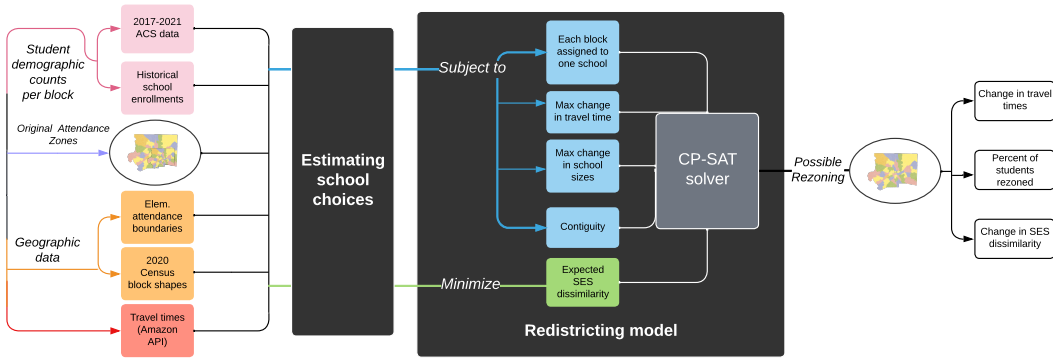 Student
demographic
counts
per block
2017-2021
ACS data
Historical
school
enrollments
Original Attendance
Zones
Geographic
data
Elem.
attendance
boundaries
2020
Census
block shapes
Travel times
(Amazon
API)
Estimating
school
choices
Subject to
Minimize
Each block
assigned to
one school
Max change
in travel time
Max change
in school
sizes
Contiguity
Expected
SES
dissimilarity
CP-SAT
solver
Redistricting model
Possible
Rezoning
Change in travel
times
Percent of
students
rezoned
Change in SES
dissimilarity